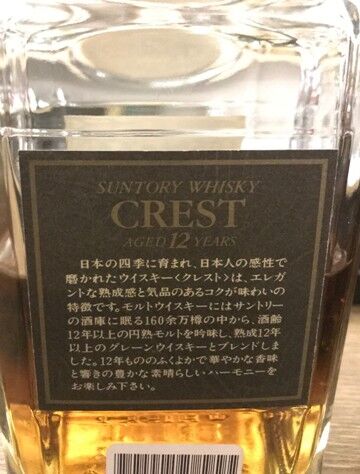 SUNTORY WHISKY
CREST
AGED 12 YEARS
日本の四季に育まれ、日本人の感性で
磨かれたウイスキー〈クレスト〉は、エレガ
ントな熟成感と気品のあるコクが味わいの
特徴です。モルトウイスキーにはサントリー
の酒庫に眠る160余万樽の中から、酒齢
12年以上の円熟モルトを吟味し、熟成12年
以上のグレーンウイスキーとブレンドしま
した。12年もののふくよかで華やかな香味
と響きの豊かな素晴らしいハーモニーを
お楽しみ下さい。